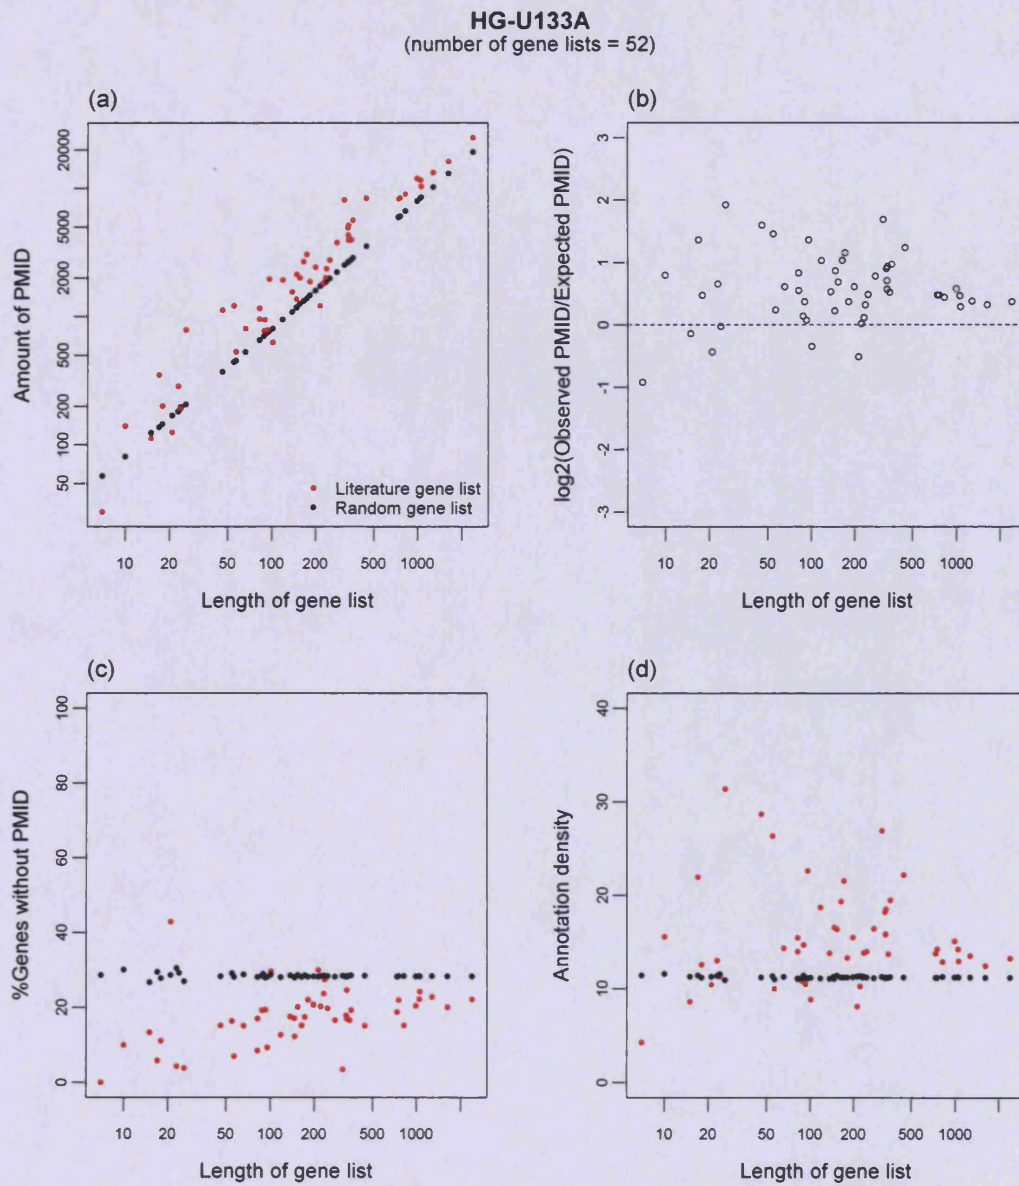 HG-U133A
(number of gene lists = 52)
(a)
Amount of PMID
20000
5000
2000
500
200
100
50
Literature gene list
Random gene list
10 20 50 100 200 500 1000
Length of gene list
(b)
log2(Observed PMID/Expected PMID)
3
2
1
0
-1
-2
-3
10 20 50 100 200 500 1000
Length of gene list
(c)
%Genes without PMID
100
80
60
40
20
0
10 20 50 100 200 500 1000
Length of gene list
(d)
Annotation density
40
30
20
10
0
10 20 50 100 200 500 1000
Length of gene list